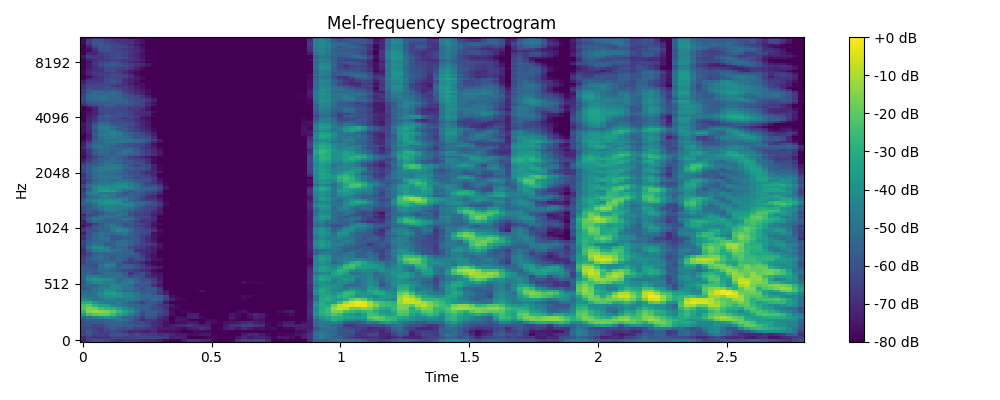 Mel-frequency spectrogram
8192
4096
2048
1024
512
0
Hz
0
0.5
1
1.5
2
2.5
Time
+0 dB
-10 dB
-20 dB
-30 dB
-40 dB
-50 dB
-60 dB
-70 dB
-80 dB